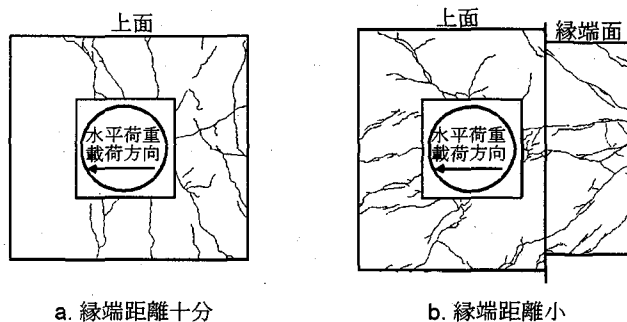 上面
水平荷重
載荷方向
a. 縁端距離十分
上面
縁端面
水平荷重
載荷方向
b. 縁端距離小